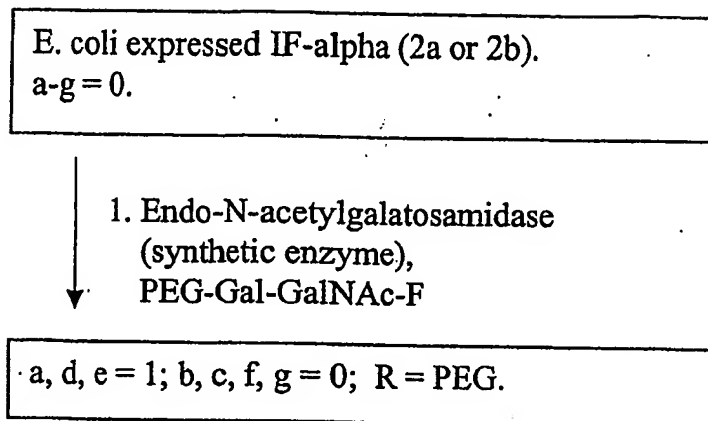 E. coli expressed IF-alpha (2a or 2b).
a-g = 0.
1. Endo-N-acetylgalatosamidase
(synthetic enzyme),
PEG-Gal-GalNAc-F
a, d, e = 1; b, c, f, g = 0; R = PEG.